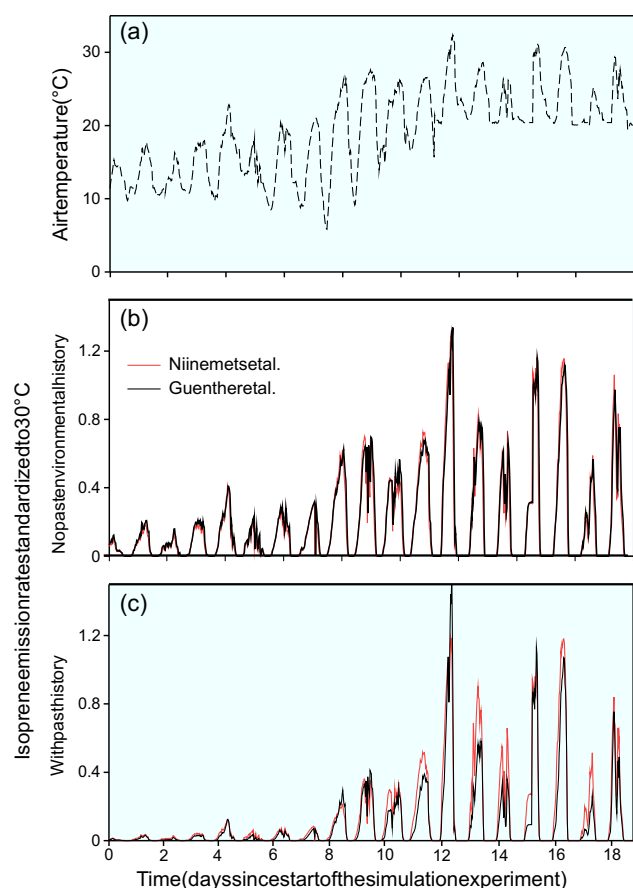 (a)
30
20
10
0
Airtemperature(°C)
(b)
Niinemetsetal.
Guentheretal.
1.2
0.8
0.4
0
Nopastenvironmentalhistory
Isopreneemissionratestandardizedto30°C
(c)
1.2
0.8
0.4
0
Withpasthistory
0 2 4 6 8 10 12 14 16 18
Time(dayssincestartofthesimulationexperiment)